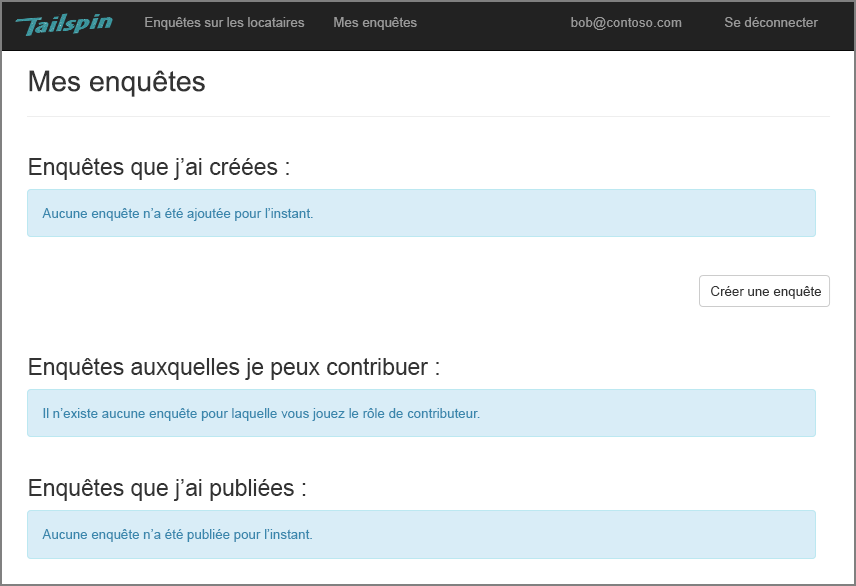 Tailspin Enquêtes sur les locataires Mes enquêtes bob@contoso.com Se déconnecter
Mes enquêtes
Enquêtes que j’ai créées :
Aucune enquête n’a été ajoutée pour l’instant.
Créer une enquête
Enquêtes auxquelles je peux contribuer :
Il n’existe aucune enquête pour laquelle vous jouez le rôle de contributeur.
Enquêtes que j’ai publiées :
Aucune enquête n’a été publiée pour l’instant.